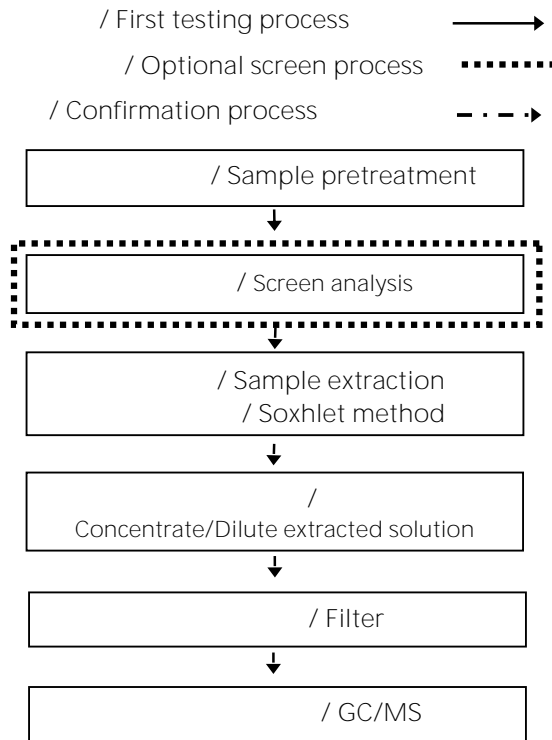 / First testing process
/ Optional screen process
/ Confirmation process
/ Sample pretreatment
/ Screen analysis
/ Sample extraction
/ Soxhlet method
/
Concentrate/Dilute extracted solution
/ Filter
/ GC/MS